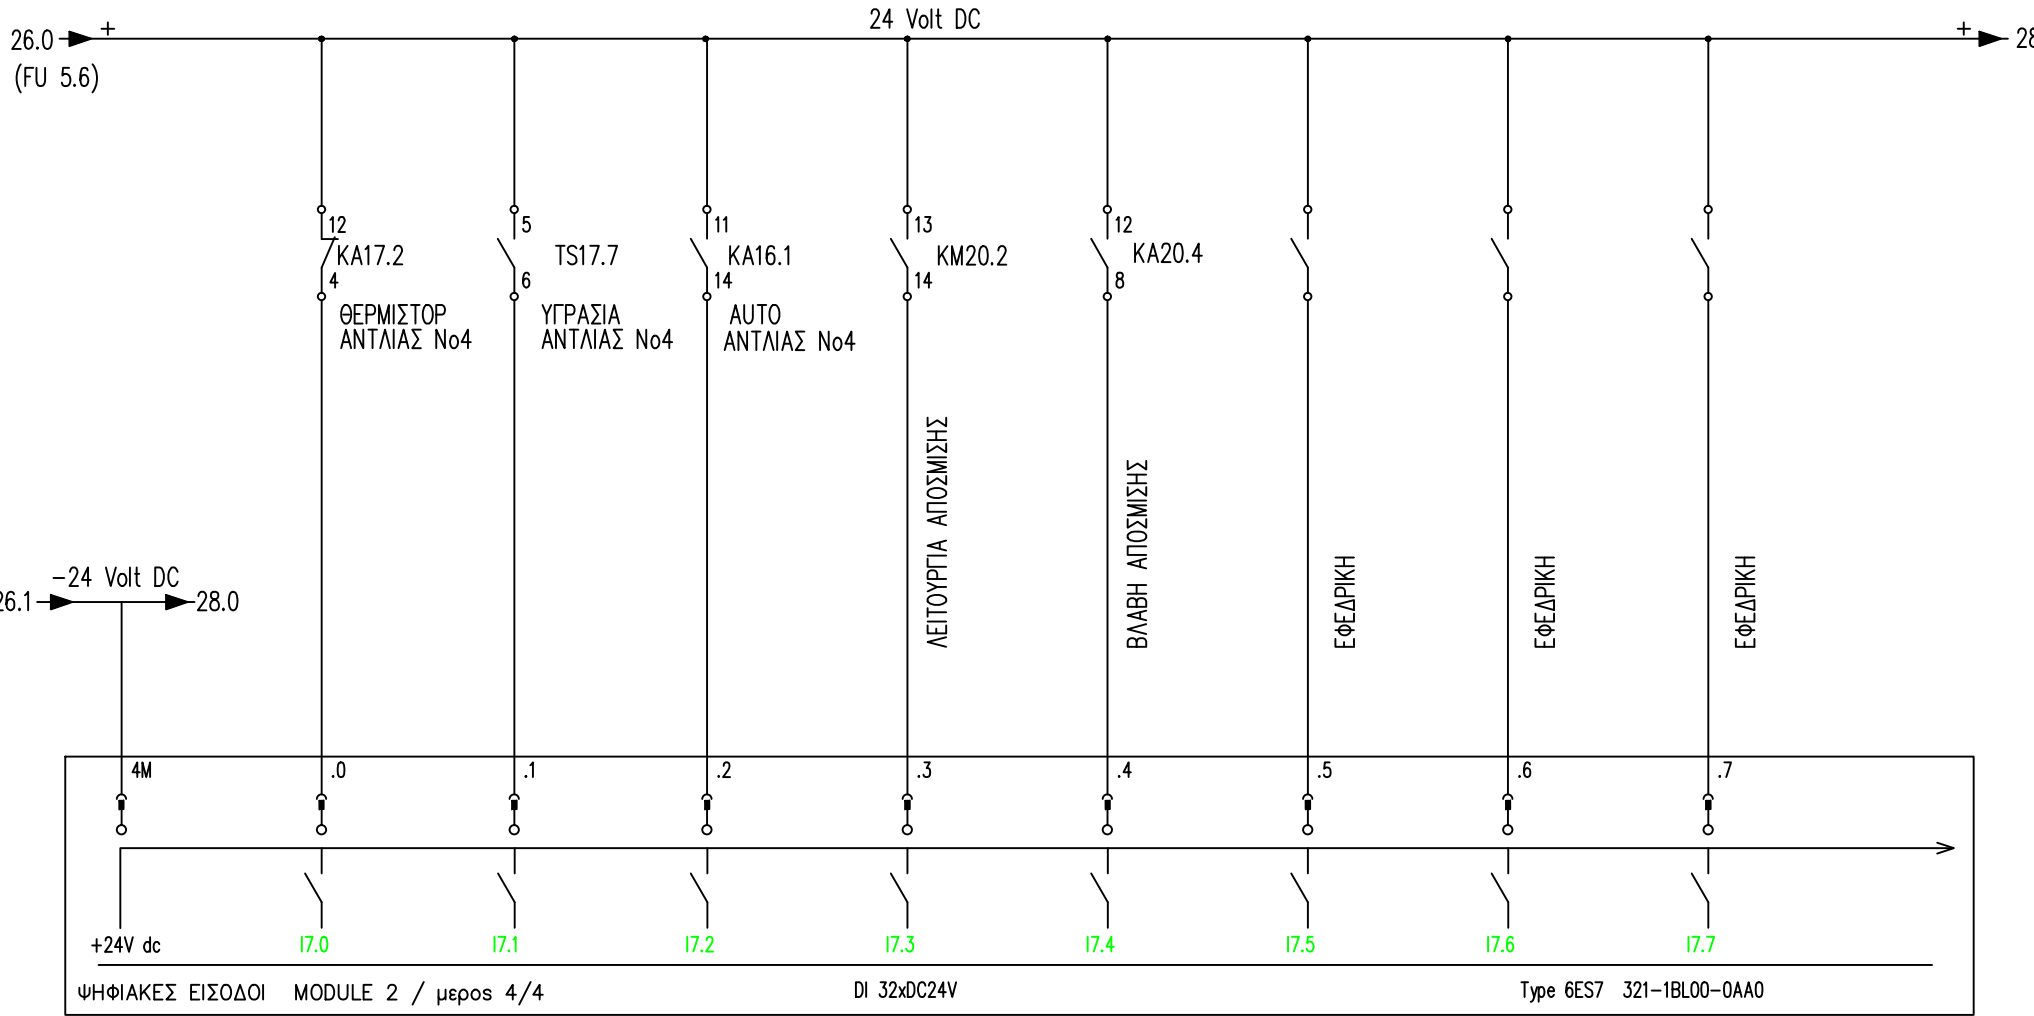 24 Volt DC
26.0
+
+
28
(FU 5.6)
12
KA17.2
4
ΘΕΡΜΙΣΤΟΡ
ΑΝΤΛΙΑΣ Νο4
5
TS17.7
6
ΥΓΡΑΣΙΑ
ΑΝΤΛΙΑΣ Νο4
11
KA16.1
14
AUTO
ΑΝΤΛΙΑΣ Νο4
13
KM20.2
14
ΛΕΙΤΟΥΡΓΙΑ ΑΠΟΣΜΙΣΗΣ
12
KA20.4
8
ΒΛΑΒΗ ΑΠΟΣΜΙΣΗΣ
ΕΦΕΔΡΙΚΗ
ΕΦΕΔΡΙΚΗ
ΕΦΕΔΡΙΚΗ
-24 Volt DC
26.1
28.0
4M
.0
.1
.2
.3
.4
.5
.6
.7
+24V dc
I7.0
I7.1
I7.2
I7.3
I7.4
I7.5
I7.6
I7.7
ΨΗΦΙΑΚΕΣ ΕΙΣΟΔΟΙ MODULE 2 / μερος 4/4
DI 32xDC24V
Type 6ES7 321-1BL00-0AA0